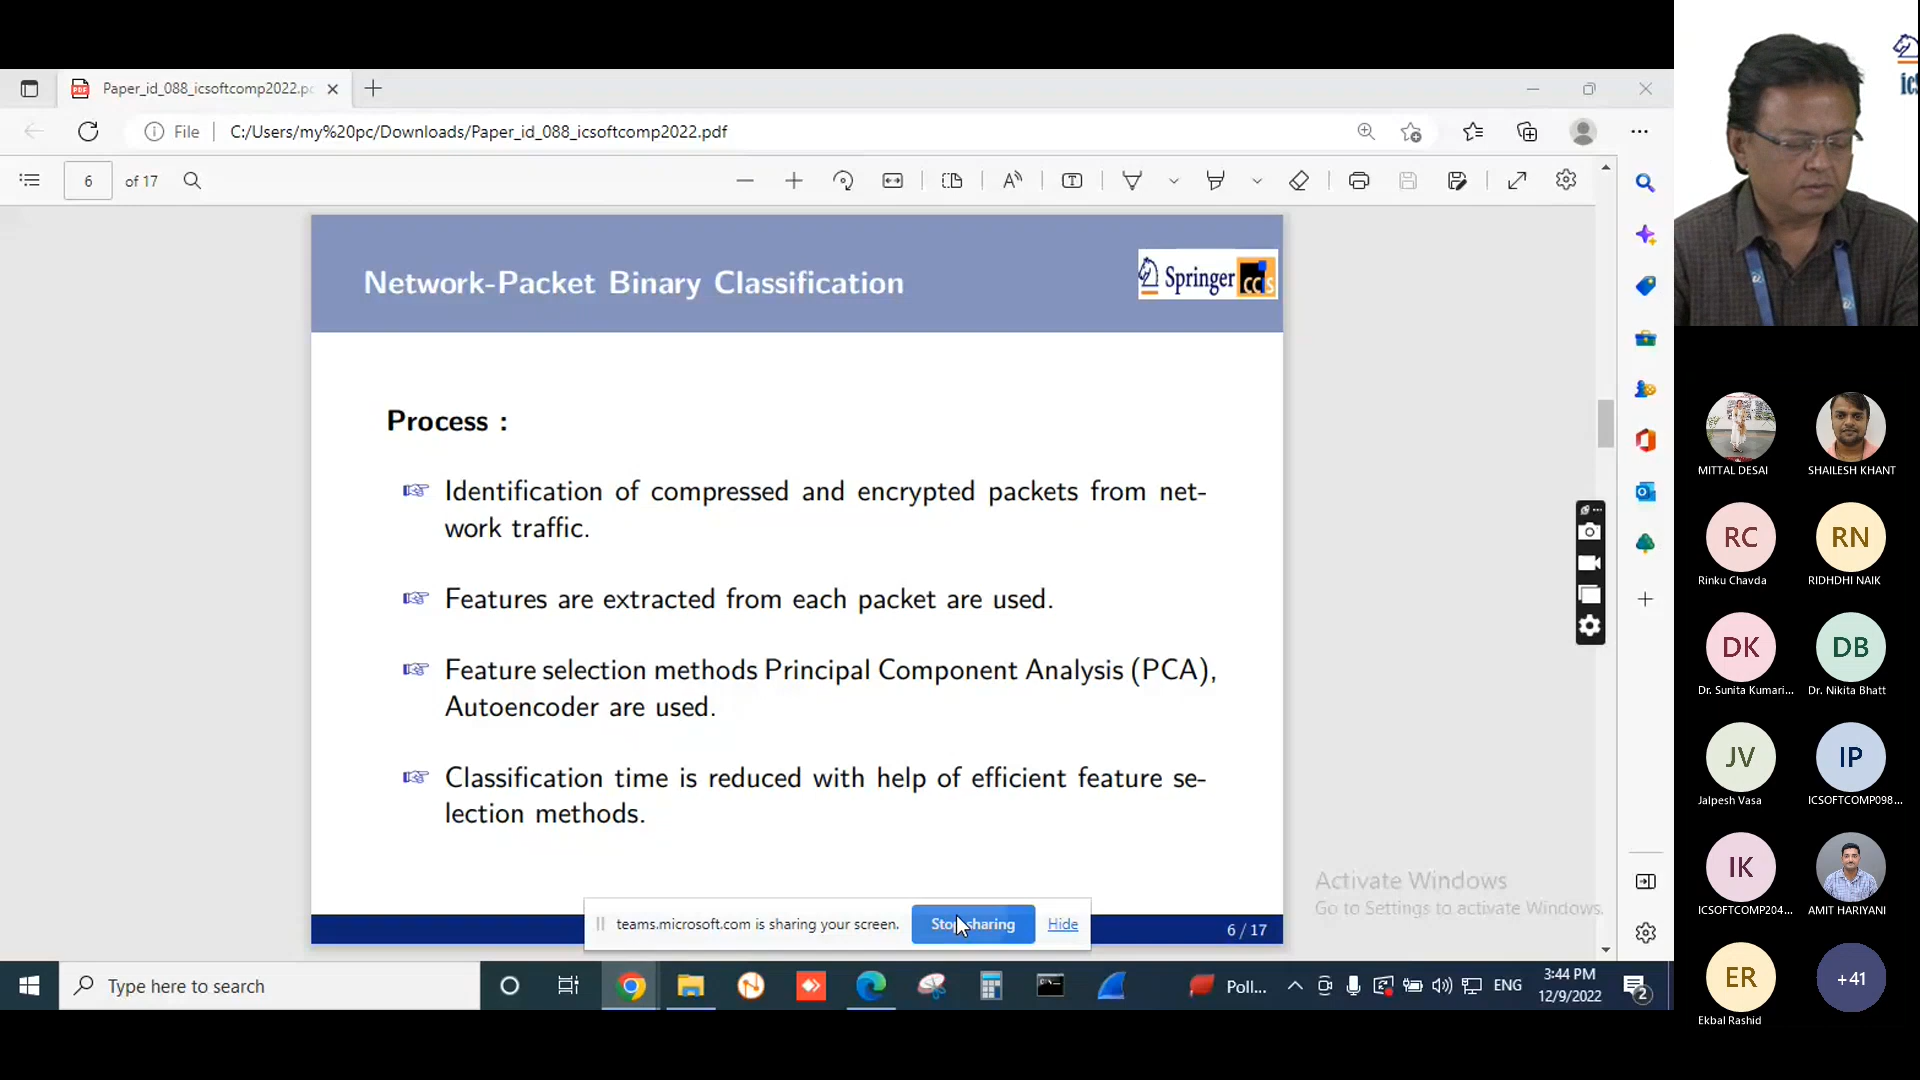 Paper_id_088_icsoftcomp2022.p
File
C:/Users/my%20pc/Downloads/Paper_id_088_icsoftcomp2022.pdf
6
of 17
Network-Packet Binary Classification
Springer
Process :
Identification of compressed and encrypted packets from net-
work traffic.
Features are extracted from each packet are used.
Feature selection methods Principal Component Analysis (PCA),
Autoencoder are used.
Classification time is reduced with help of efficient feature se-
lection methods.
Activate Windows
Go to Settings to activate Windows.
teams.microsoft.com is sharing your screen.
Stop sharing
Hide
6 / 17
Type here to search
Poll...
ENG
3:44 PM
12/9/2022
2
MITTAL DESAI
SHAILESH KHANT
RC
RN
Rinku Chavda
RIDHDHI NAIK
DK
DB
Dr. Sunita Kumari...
Dr. Nikita Bhatt
JV
IP
Jalpesh Vasa
ICSOFTCOMP098...
IK
ICSOFTCOMP204...
AMIT HARIYANI
ER
+41
Ekbal Rashid